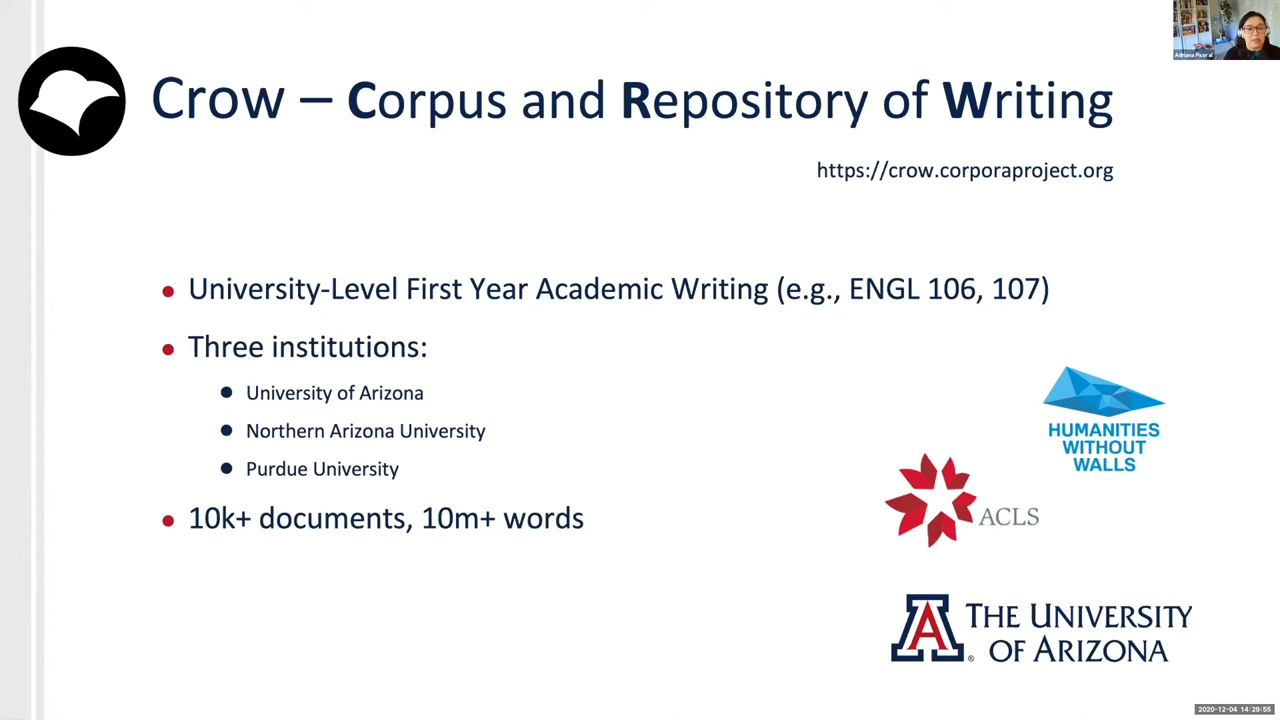 Adriana Picoral
Crow – Corpus and Repository of Writing
https://crow.corporaproject.org
• University-Level First Year Academic Writing (e.g., ENGL 106, 107)
• Three institutions:
● University of Arizona
● Northern Arizona University
● Purdue University
• 10k+ documents, 10m+ words
HUMANITIES
WITHOUT
WALLS
ACLS
A
THE UNIVERSITY
OF ARIZONA
®
2020-12-04 14:29:55